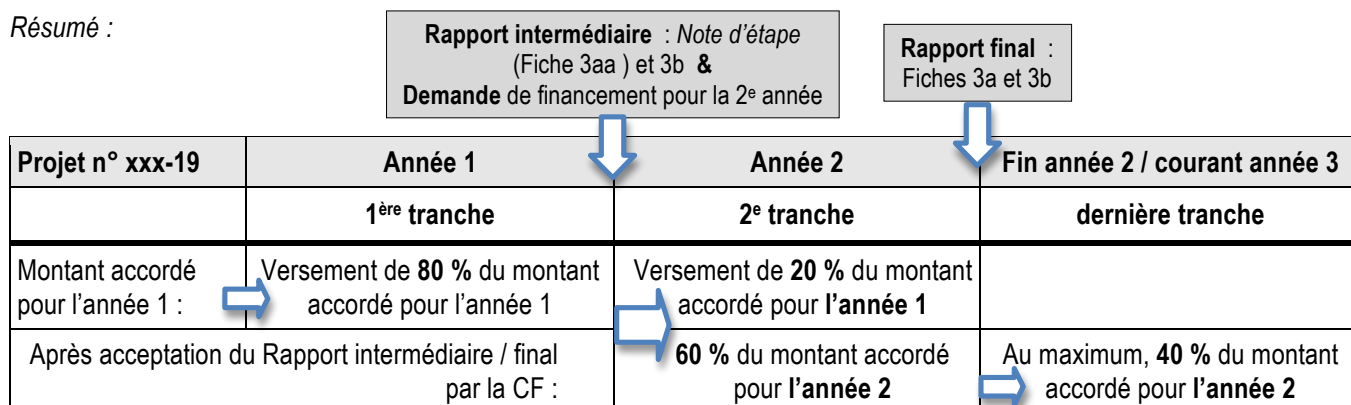 Résumé :
Rapport intermédiaire : Note d'étape
(Fiche 3aa ) et 3b &
Demande de financement pour la 2e année
Rapport final :
Fiches 3a et 3b
Projet n° xxx-19
Année 1
Année 2
Fin année 2 / courant année 3
1ère tranche
2e tranche
dernière tranche
Montant accordé
pour l'année 1 :
Versement de 80 % du montant
accordé pour l'année 1
Versement de 20 % du montant
accordé pour l'année 1
Après acceptation du Rapport intermédiaire / final
par la CF :
60 % du montant accordé
pour l'année 2
Au maximum, 40 % du montant
accordé pour l'année 2